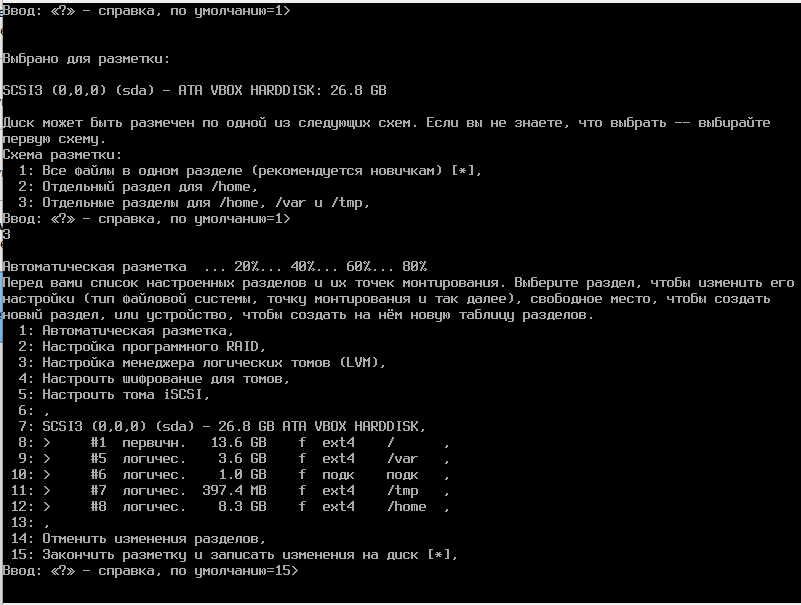 Ввод: «?» – справка, по умолчанию=1>
Выбрано для разметки:
SCSI3 (0,0,0) (sda) – ATA VBOX HARDDISK: 26.8 GB
Диск может быть размечен по одной из следующих схем. Если вы не знаете, что выбрать -- выбирайте
первую схему.
Схема разметки:
1: Все файлы в одном разделе (рекомендуется новичкам) [*],
2: Отдельный раздел для /home,
3: Отдельные разделы для /home, /var и /tmp,
Ввод: «?» – справка, по умолчанию=1>
3
Автоматическая разметка ... 20%... 40%... 60%... 80%
Перед вами список настроенных разделов и их точек монтирования. Выберите раздел, чтобы изменить его
настройки (тип файловой системы, точку монтирования и так далее), свободное место, чтобы создать
новый раздел, или устройство, чтобы создать на нём новую таблицу разделов.
1: Автоматическая разметка,
2: Настройка программного RAID,
3: Настройка менеджера логических томов (LVM),
4: Настроить шифрование для томов,
5: Настроить тома iSCSI,
6: ,
7: SCSI3 (0,0,0) (sda) – 26.8 GB ATA VBOX HARDDISK,
8: > #1 первичн. 13.6 GB f ext4 / ,
9: > #5 логичес. 3.6 GB f ext4 /var ,
10: > #6 логичес. 1.0 GB f подк подк ,
11: > #7 логичес. 397.4 MB f ext4 /tmp ,
12: > #8 логичес. 8.3 GB f ext4 /home ,
13: ,
14: Отменить изменения разделов,
15: Закончить разметку и записать изменения на диск [*],
Ввод: «?» – справка, по умолчанию=15>